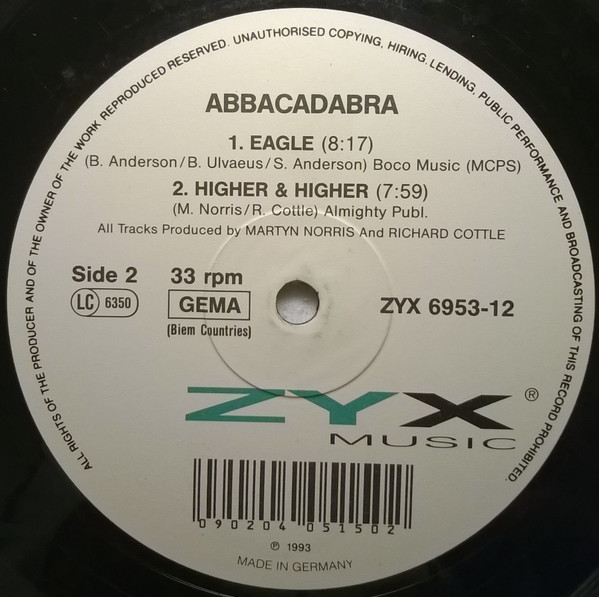 ALL RIGHTS OF THE PRODUCER AND OF THE OWNER OF THE WORK REPRODUCED RESERVED. UNAUTHORISED COPYING, HIRING, LENDING, PUBLIC PERFORMANCE AND BROADCASTING OF THIS RECORD PROHIBITED.
ABBACADABRA
1. EAGLE (8:17)
(B. Anderson/B. Ulvaeus/S. Anderson) Boco Music (MCPS)
2. HIGHER & HIGHER (7:59)
(M. Norris/R. Cottle) Almighty Publ.
All Tracks Produced by MARTYN NORRIS And RICHARD COTTLE
Side 2 33 rpm
LC 6350 GEMA ZYX 6953-12
(Biem Countries)
ZYX ®
MUSIC
090204 051502
℗ 1993
MADE IN GERMANY